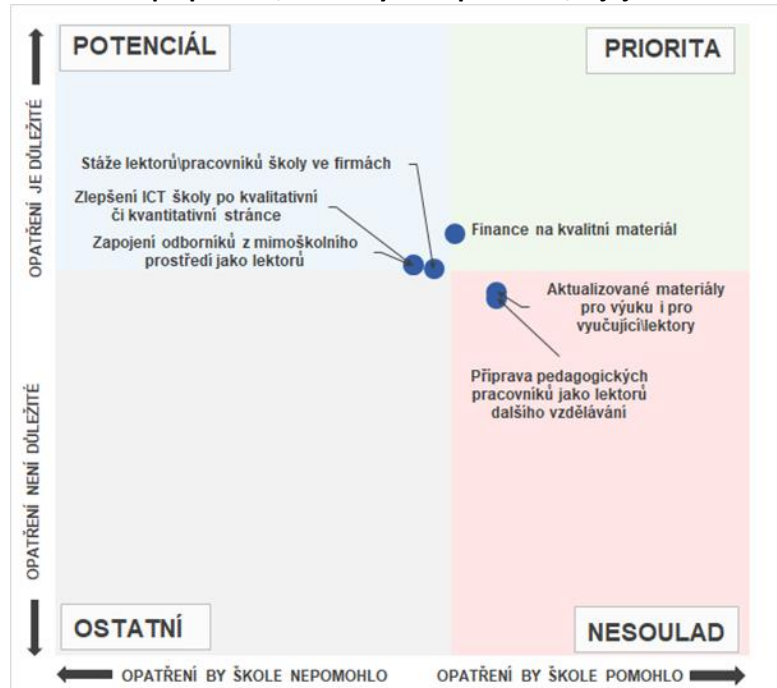 POTENCIÁL
PRIORITA
OPATŘENÍ JE DŮLEŽITÉ
Stáže lektorů\pracovníků školy ve firmách
Zlepšení ICT školy po kvalitativní
či kvantitativní stránce
Zapojení odborníků z mimoškolního
prostředí jako lektorů
Finance na kvalitní materiál
Aktualizované materiály
pro výuku i pro
vyučující\lektory
Příprava pedagogických
pracovníků jako lektorů
dalšího vzdělávání
OPATŘENÍ NENÍ DŮLEŽITÉ
OSTATNÍ
NESOULAD
OPATŘENÍ BY ŠKOLE NEPOMOHLO
OPATŘENÍ BY ŠKOLE POMOHLO